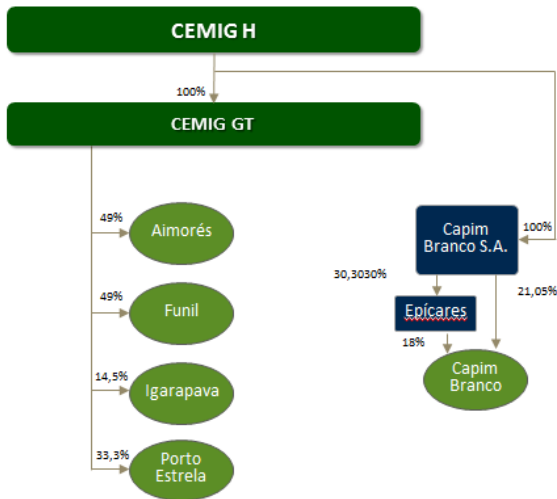 CEMIG H
100%
CEMIG GT
49%
Aimorés
49%
Funil
14,5%
Igarapava
33,3%
Porto
Estrela
Capim
Branco S.A.
100%
30,3030%
21,05%
Epícares
18%
Capim
Branco